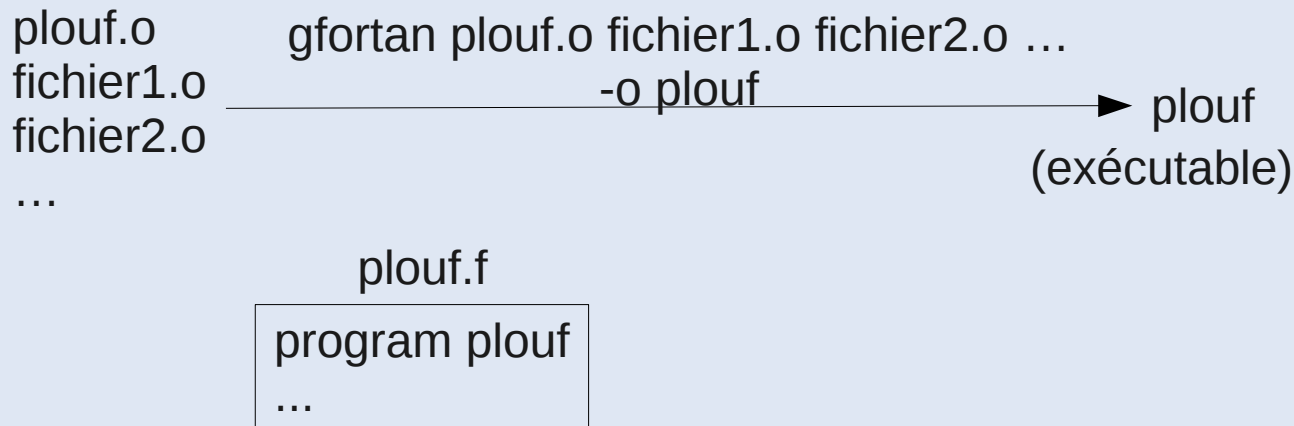 plouf.o
fichier1.o
fichier2.o
…
gfortan plouf.o fichier1.o fichier2.o …
-o plouf
plouf
(exécutable)
plouf.f
program plouf
...